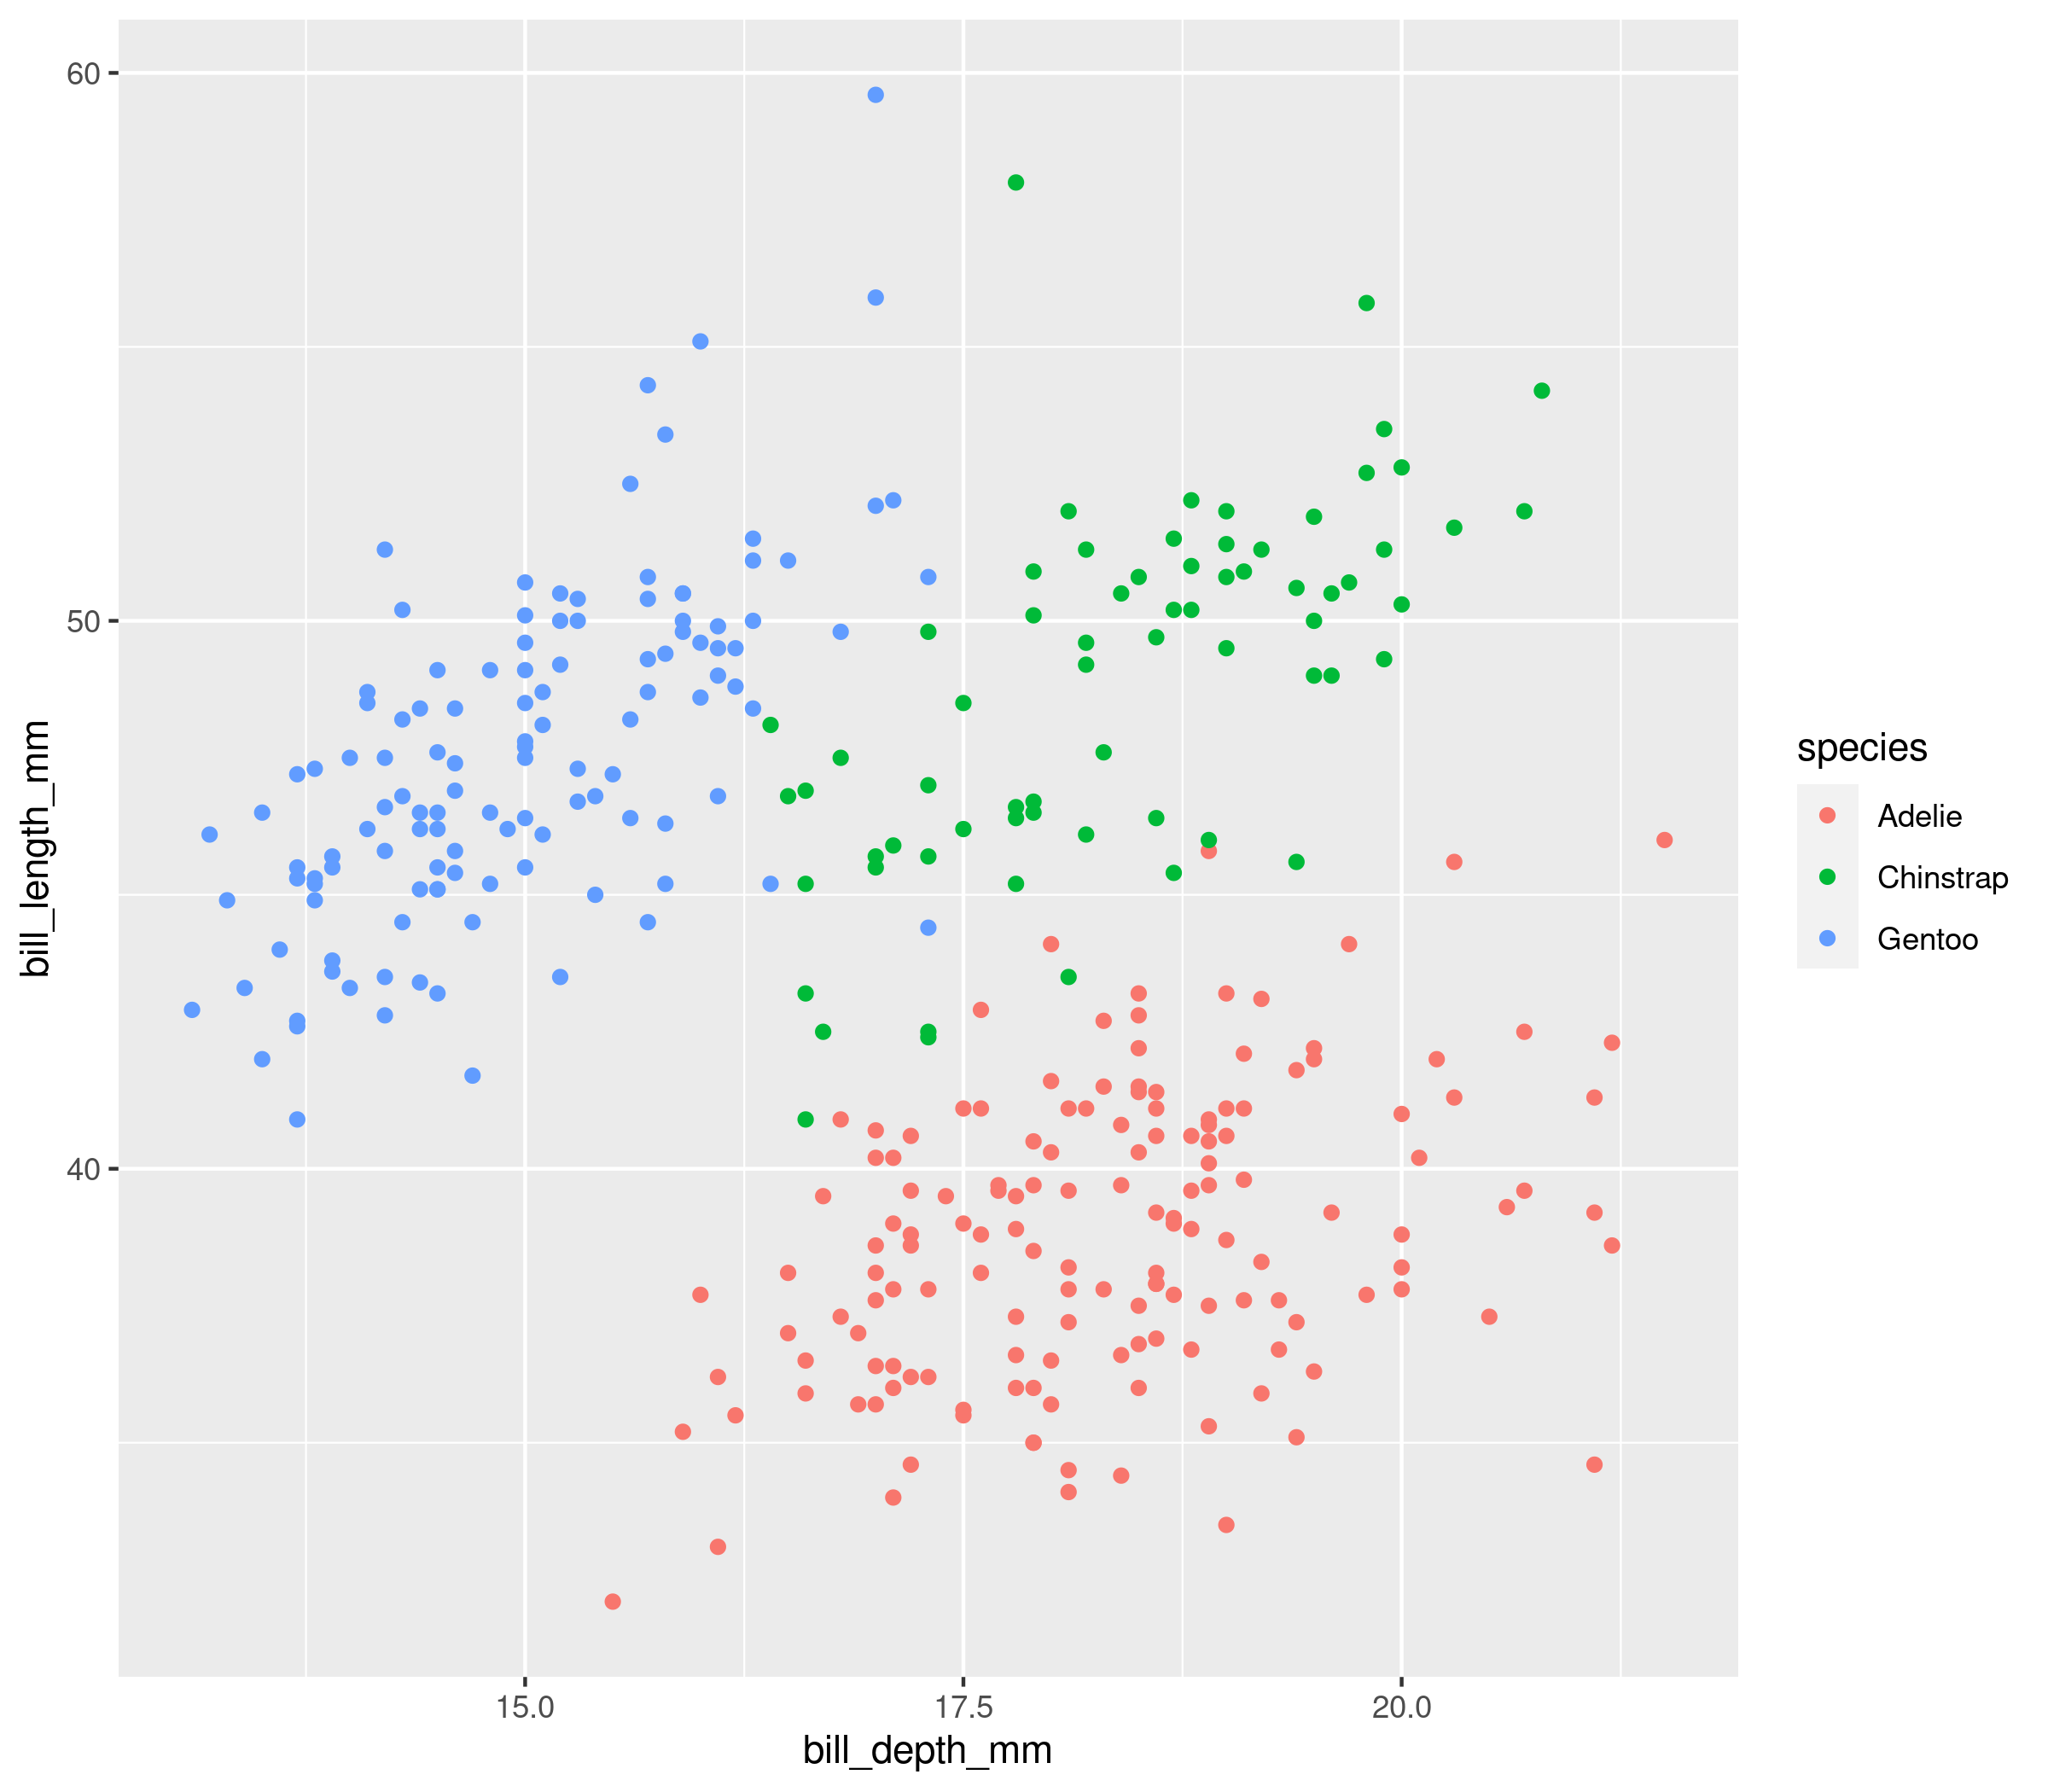 60
50
40
bill_length_mm
15.0
17.5
20.0
bill_depth_mm
species
Adelie
Chinstrap
Gentoo